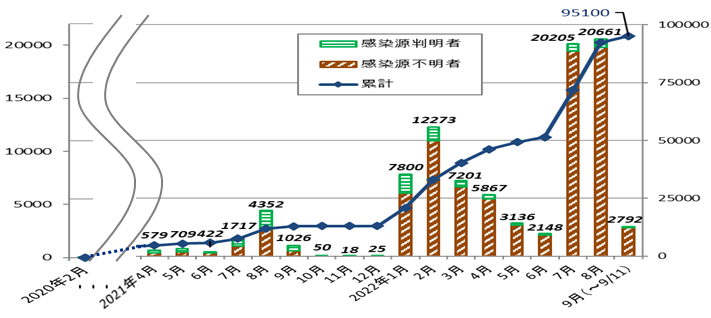 95100
20000
15000
10000
5000
0
100000
75000
50000
25000
0
感染源判明者
感染源不明者
累計
579
709
422
1717
4352
1026
50
18
25
7800
12273
7201
5867
3136
2148
20205
20661
2792
2020年2月
2021年4月
5月
6月
7月
8月
9月
10月
11月
12月
2022年1月
2月
3月
4月
5月
6月
7月
8月
9月(～9/11)